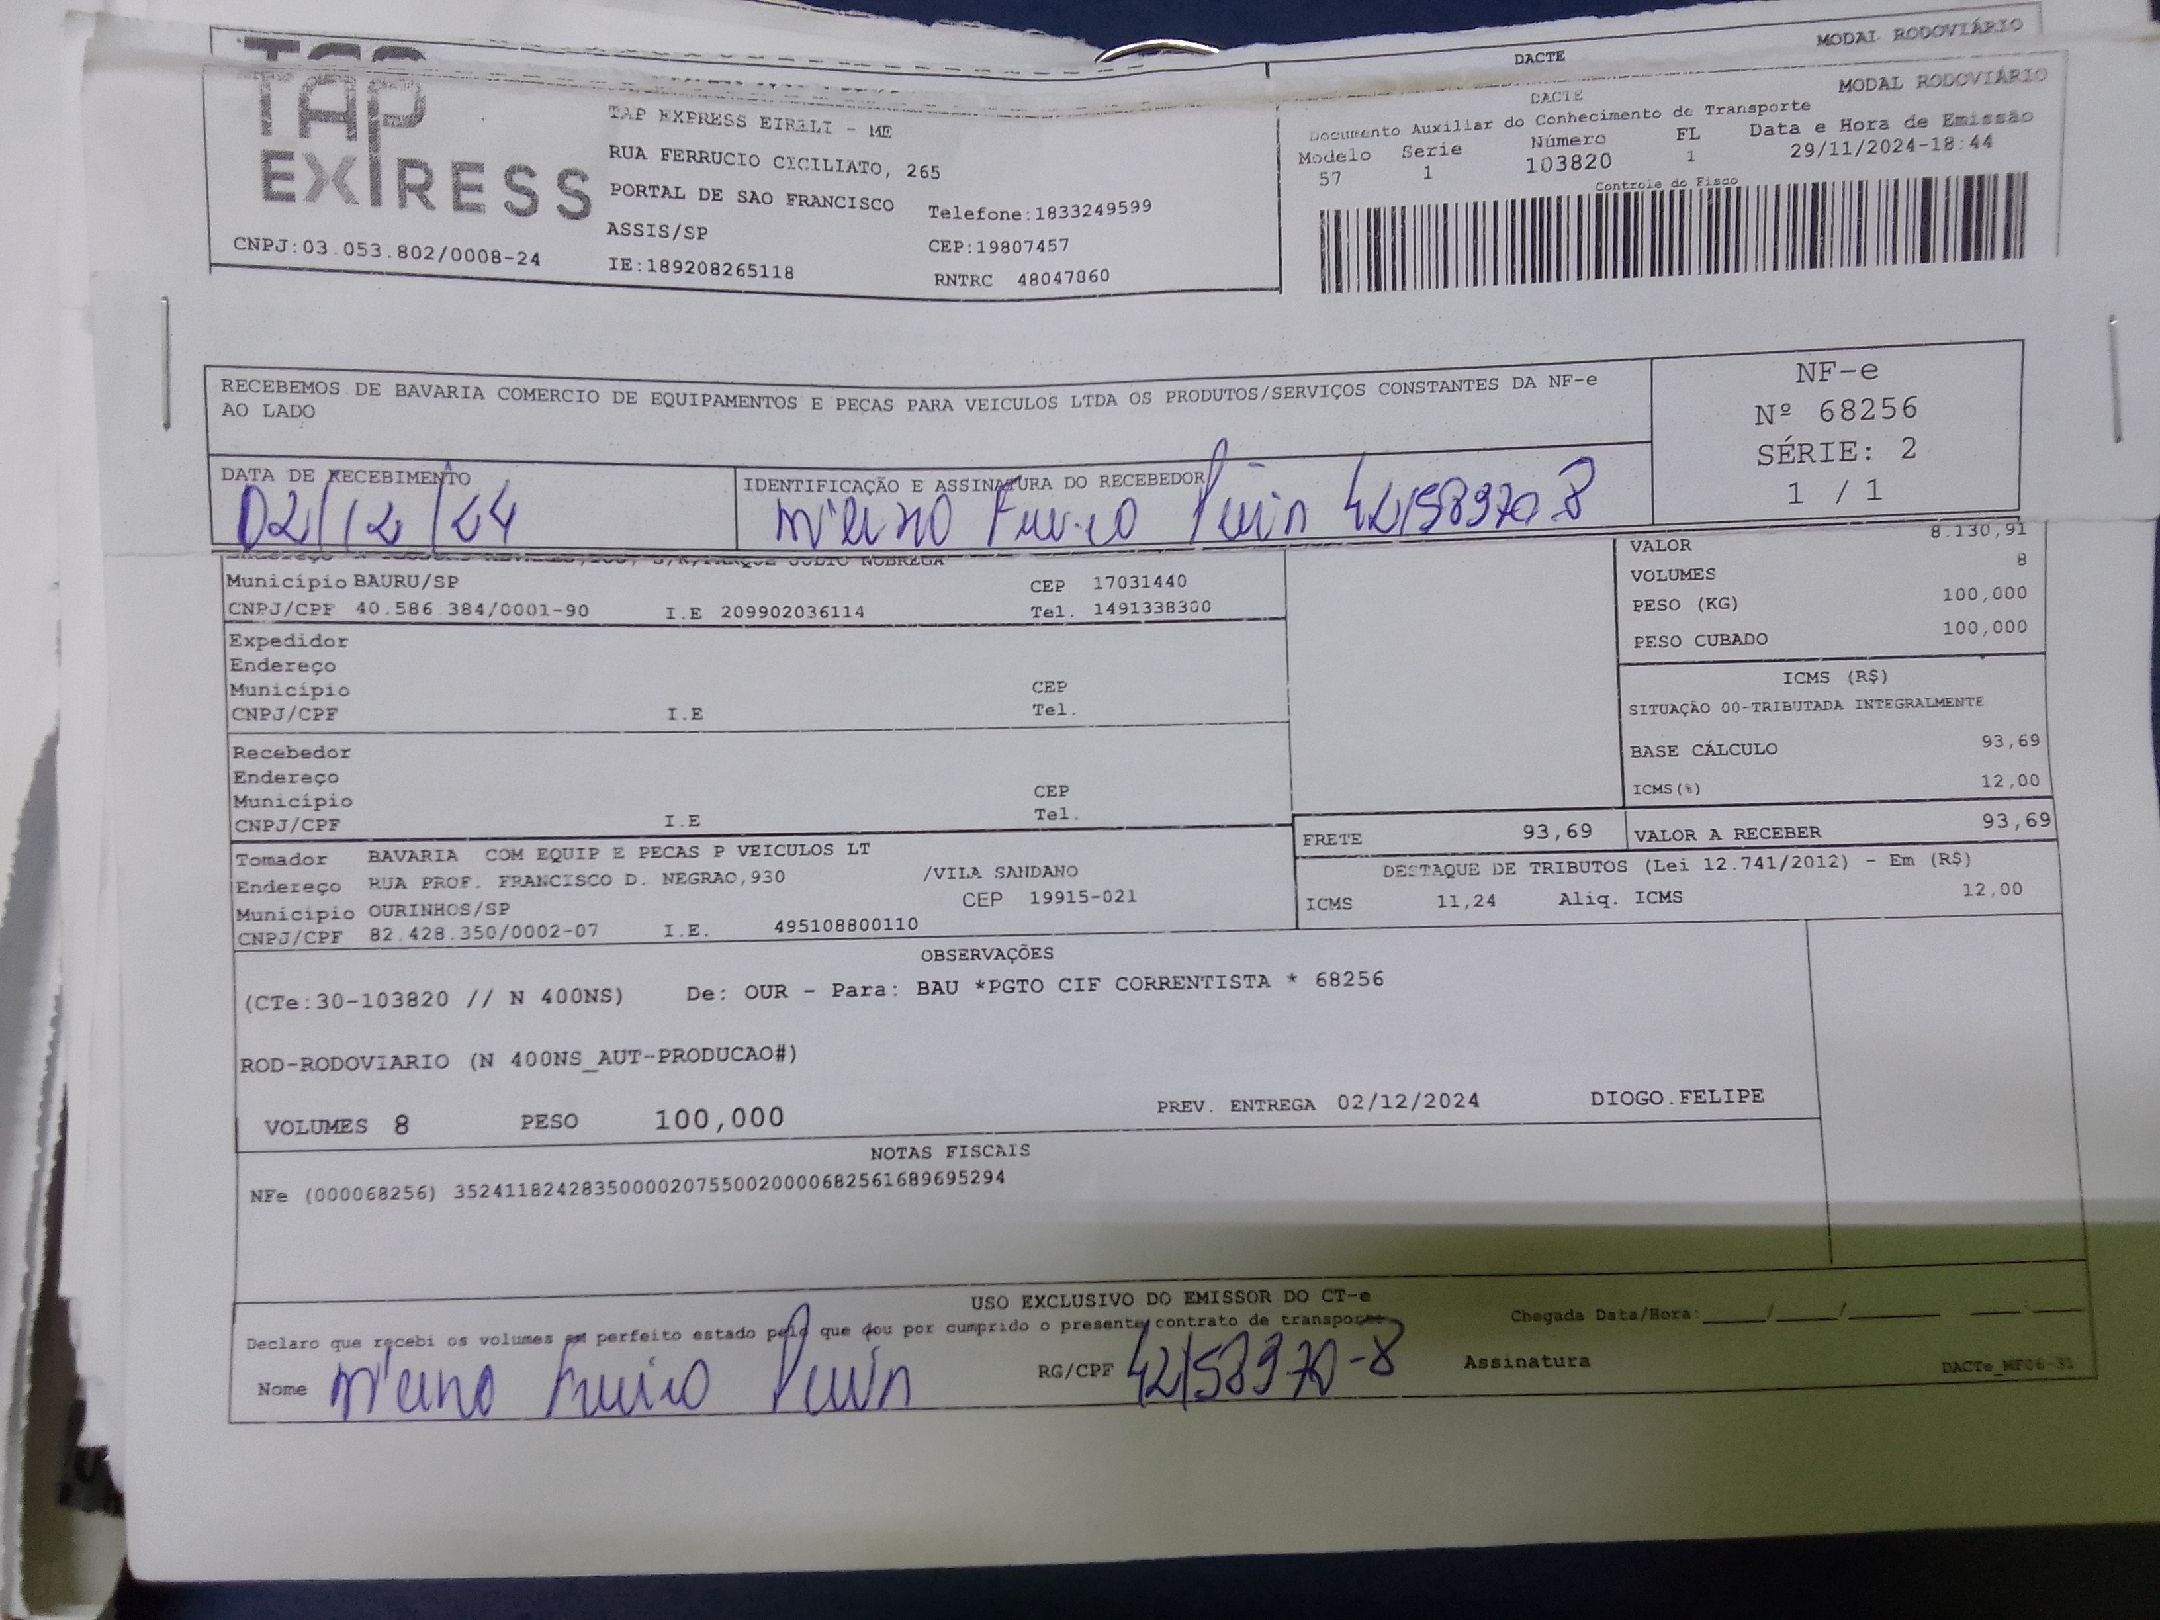 DACTE
MODAL RODOVIÁRIO
TAP EXPRESS
TAP EXPRESS EIRELI - ME
RUA FERRUCIO CICILIATO, 265
PORTAL DE SAO FRANCISCO Telefone:1833249599
ASSIS/SP CEP:19807457
CNPJ:03.053.802/0008-24 IE:189208265118 RNTRC 48047860
DACTE MODAL RODOVIÁRIO
Documento Auxiliar do Conhecimento de Transporte
Modelo Serie Número FL Data e Hora de Emissão
57 1 103820 1 29/11/2024-18:44
Controle do Fisco
RECEBEMOS DE BAVARIA COMERCIO DE EQUIPAMENTOS E PECAS PARA VEICULOS LTDA OS PRODUTOS/SERVIÇOS CONSTANTES DA NF-e
AO LADO
NF-e
Nº 68256
SÉRIE: 2
1 / 1
DATA DE RECEBIMENTO IDENTIFICAÇÃO E ASSINATURA DO RECEBEDOR
02/12/24 42158970-8
Município BAURU/SP CEP 17031440
CNPJ/CPF 40.586.384/0001-90 I.E 209902036114 Tel. 1491338300
VALOR 8.130,91
VOLUMES 8
PESO (KG) 100,000
PESO CUBADO 100,000
Expedidor
Endereço
Município CEP
CNPJ/CPF I.E Tel.
ICMS (R$)
SITUAÇÃO 00-TRIBUTADA INTEGRALMENTE
BASE CÁLCULO 93,69
ICMS(%) 12,00
Recebedor
Endereço
Município CEP
CNPJ/CPF I.E Tel.
FRETE 93,69 VALOR A RECEBER 93,69
DESTAQUE DE TRIBUTOS (Lei 12.741/2012) - Em (R$)
ICMS 11,24 Aliq. ICMS 12,00
Tomador BAVARIA COM EQUIP E PECAS P VEICULOS LT
Endereço RUA PROF. FRANCISCO D. NEGRAO,930 /VILA SANDANO
Município OURINHOS/SP CEP 19915-021
CNPJ/CPF 82.428.350/0002-07 I.E. 495108800110
OBSERVAÇÕES
(CTe:30-103820 // N 400NS) De: OUR - Para: BAU *PGTO CIF CORRENTISTA * 68256
ROD-RODOVIARIO (N 400NS_AUT-PRODUCAO#)
VOLUMES 8 PESO 100,000 PREV. ENTREGA 02/12/2024 DIOGO.FELIPE
NOTAS FISCAIS
NFe (000068256) 35241182428350000207550020000682561689695294
USO EXCLUSIVO DO EMISSOR DO CT-e
Declaro que recebi os volumes em perfeito estado pelo que dou por cumprido o presente contrato de transporte Chegada Data/Hora:____/____/______ ___:___
Nome RG/CPF 42158970-8 Assinatura DACTe_MF06-31